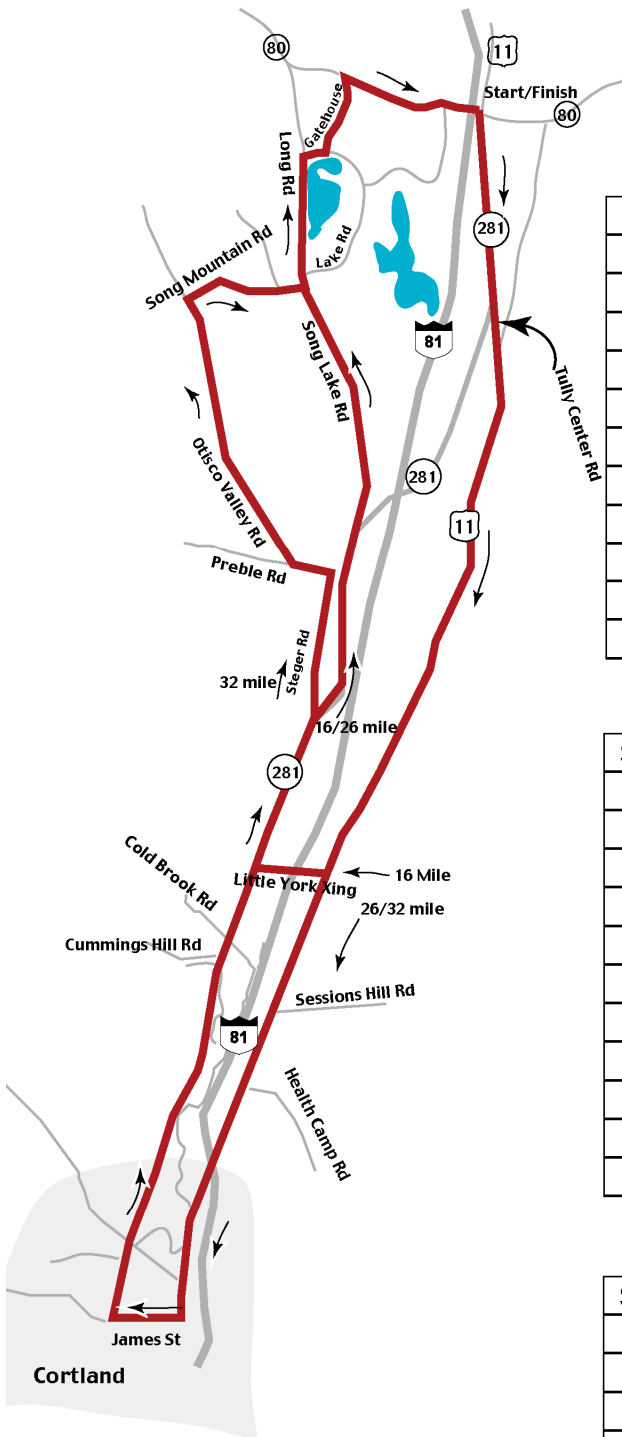 80
11
Start/Finish
80
Gatehouse
Long Rd
281
Lake Rd
Song Mountain Rd
81
Song Lake Rd
Tully Center Rd
Otisco Valley Rd
281
11
Preble Rd
Steger Rd
32 mile
16/26 mile
281
Little York Xing
16 Mile
Cold Brook Rd
26/32 mile
Cummings Hill Rd
Sessions Hill Rd
81
Health Camp Rd
James St
Cortland